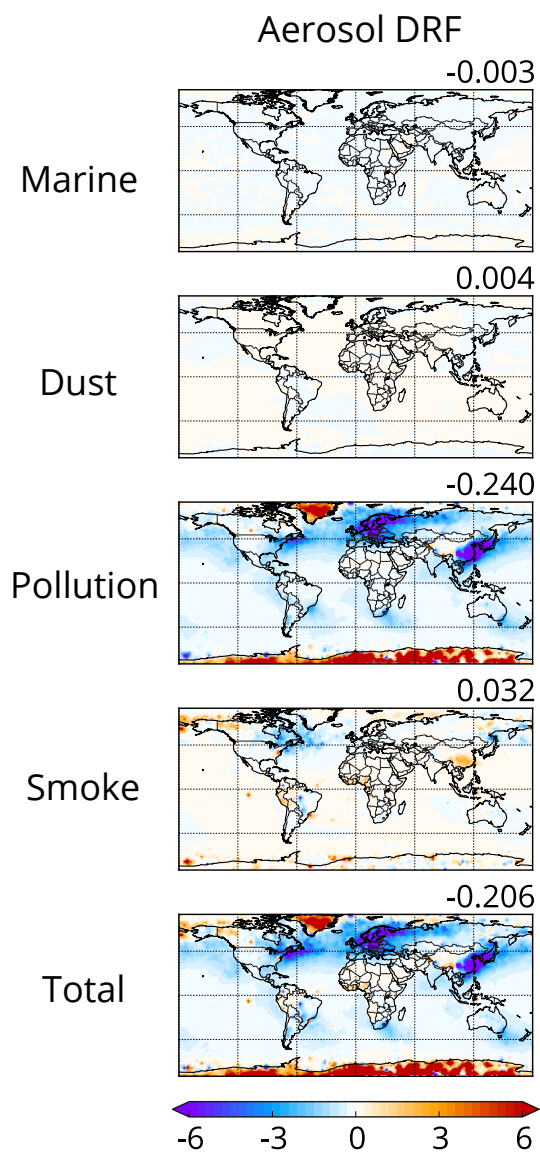 Aerosol DRF
-0.003
Marine
0.004
Dust
-0.240
Pollution
0.032
Smoke
-0.206
Total
-6 -3 0 3 6